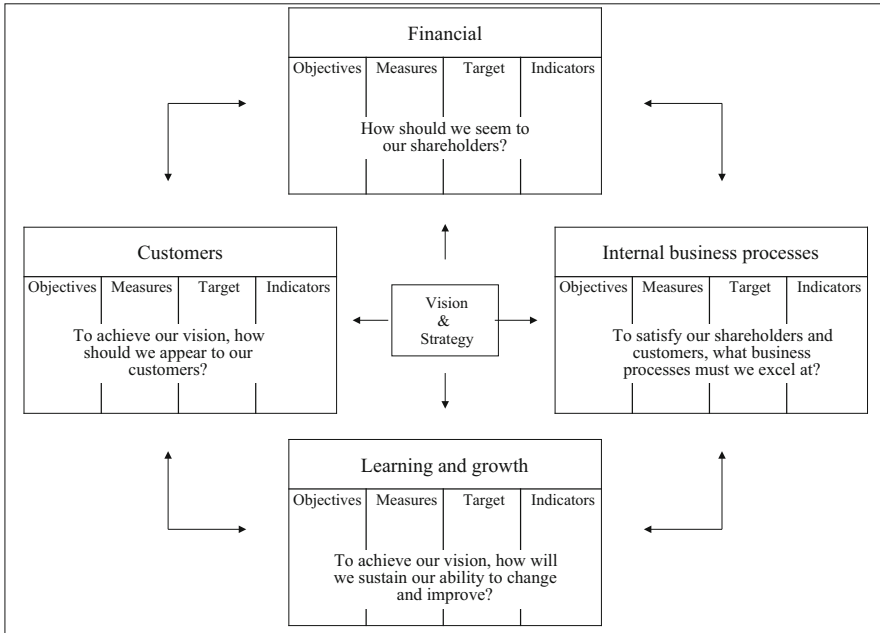 Financial
Objectives Measures Target Indicators
How should we seem to
our shareholders?
Customers
Objectives Measures Target Indicators
To achieve our vision, how
should we appear to our
customers?
Vision
&
Strategy
Internal business processes
Objectives Measures Target Indicators
To satisfy our shareholders and
customers, what business
processes must we excel at?
Learning and growth
Objectives Measures Target Indicators
To achieve our vision, how will
we sustain our ability to change
and improve?